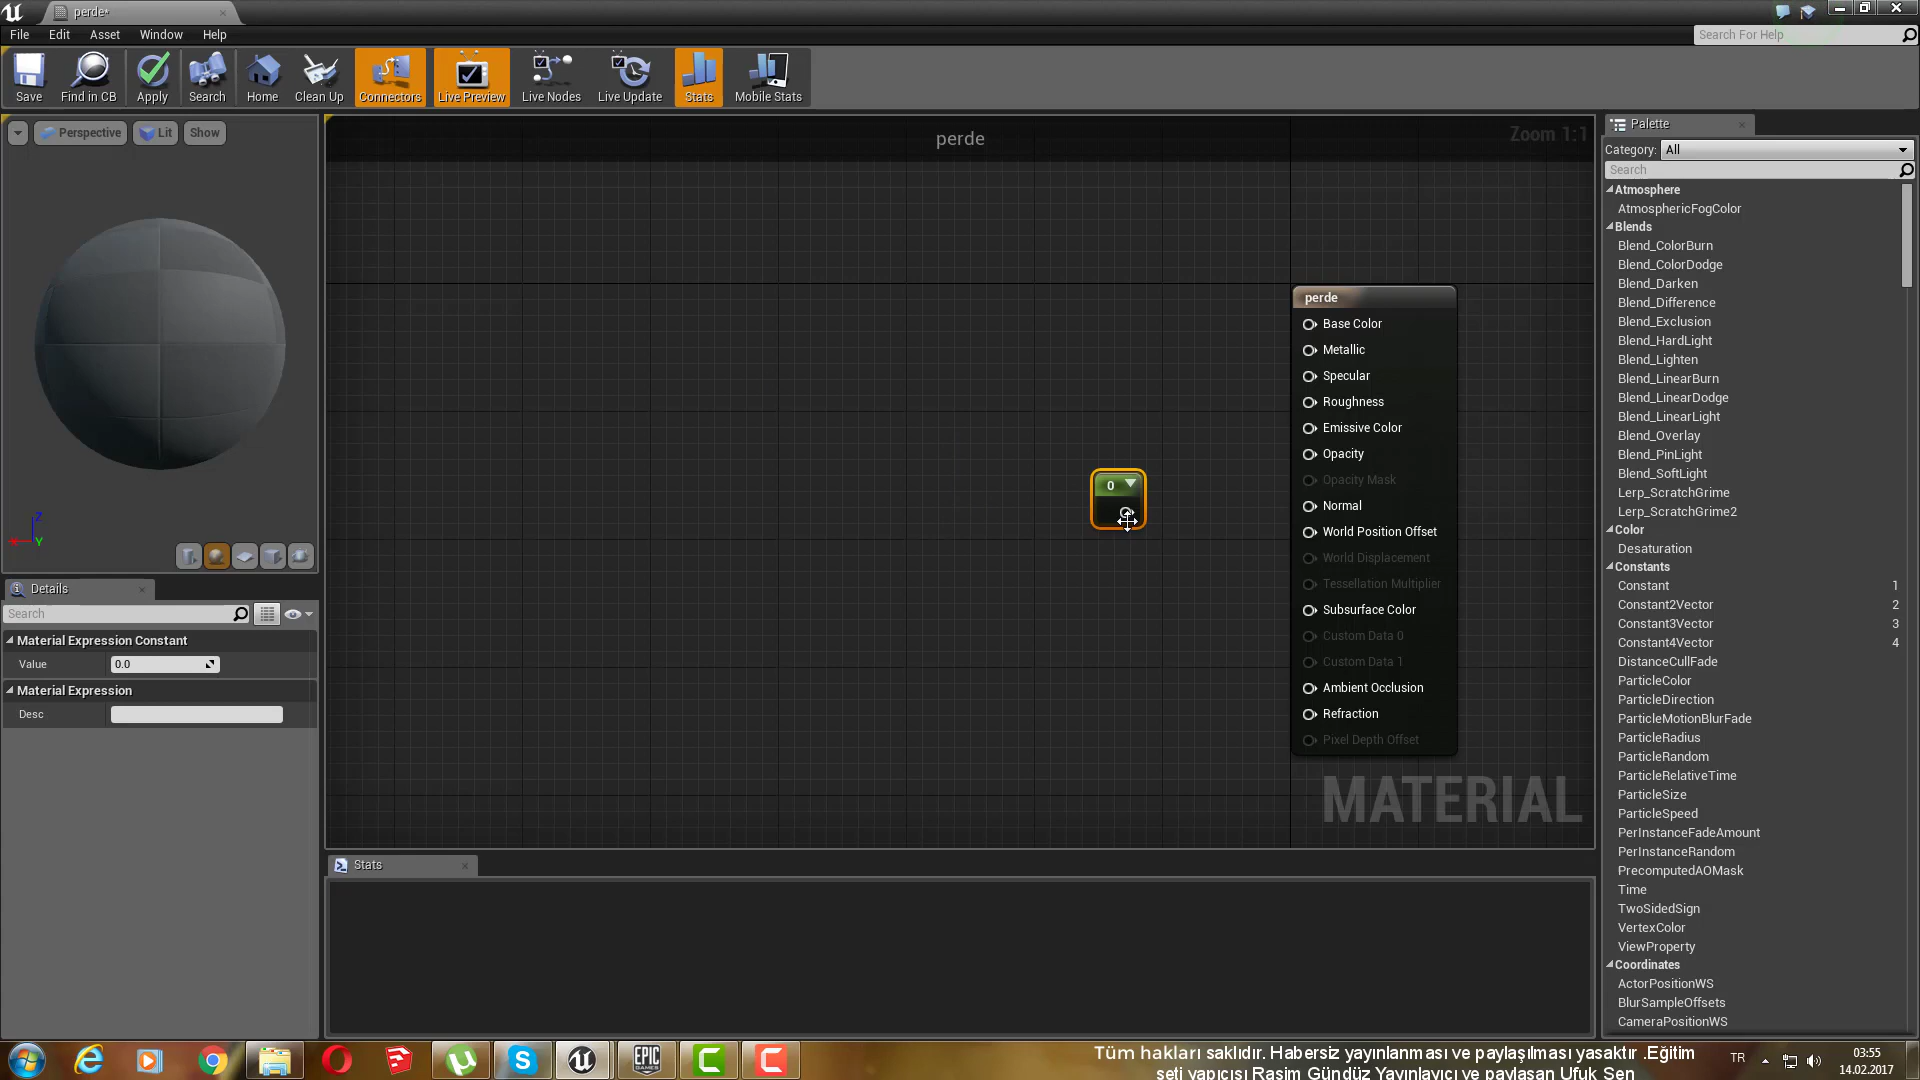 perde*
File Edit Asset Window Help
Search For Help
Save Find in CB Apply Search Home Clean Up Connectors Live Preview Live Nodes Live Update Stats Mobile Stats
Perspective Lit Show
perde
Zoom 1:1
Z
X
Y
Details
Search
Material Expression Constant
Value 0.0
Material Expression
Desc
0
perde
Base Color
Metallic
Specular
Roughness
Emissive Color
Opacity
Opacity Mask
Normal
World Position Offset
World Displacement
Tessellation Multiplier
Subsurface Color
Custom Data 0
Custom Data 1
Ambient Occlusion
Refraction
Pixel Depth Offset
MATERIAL
Stats
Palette
Category: All
Search
Atmosphere
AtmosphericFogColor
Blends
Blend_ColorBurn
Blend_ColorDodge
Blend_Darken
Blend_Difference
Blend_Exclusion
Blend_HardLight
Blend_Lighten
Blend_LinearBurn
Blend_LinearDodge
Blend_LinearLight
Blend_Overlay
Blend_PinLight
Blend_SoftLight
Lerp_ScratchGrime
Lerp_ScratchGrime2
Color
Desaturation
Constants
Constant 1
Constant2Vector 2
Constant3Vector 3
Constant4Vector 4
DistanceCullFade
ParticleColor
ParticleDirection
ParticleMotionBlurFade
ParticleRadius
ParticleRandom
ParticleRelativeTime
ParticleSize
ParticleSpeed
PerInstanceFadeAmount
PerInstanceRandom
PrecomputedAOMask
Time
TwoSidedSign
VertexColor
ViewProperty
Coordinates
ActorPositionWS
BlurSampleOffsets
CameraPositionWS
EPIC GAMES
Tüm hakları saklıdır. Habersiz yayınlanması ve paylaşılması yasaktır .Eğitim
seti yapıcısı Rasim Gündüz Yayınlayıcı ve paylaşan Ufuk Şen
TR
03:55
14.02.2017